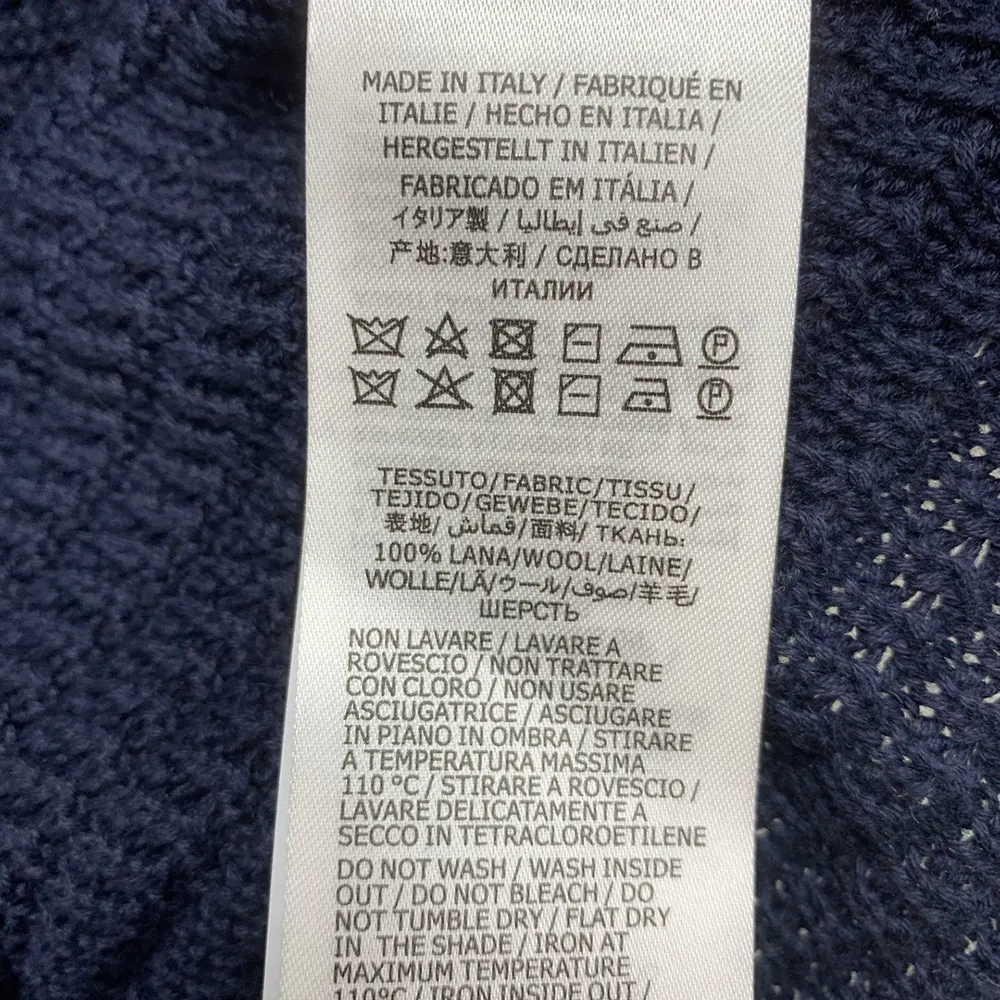 MADE IN ITALY / FABRIQUÉ EN
ITALIE / HECHO EN ITALIA /
HERGESTELLT IN ITALIEN /
FABRICADO EM ITÁLIA /
イタリア製 / صنع في إيطاليا /
产地:意大利 / СДЕЛАНО В
ИТАЛИИ
P
P
TESSUTO/FABRIC/TISSU/
TEJIDO/GEWEBE/TECIDO/
表地/ قماش/面料/ ТКАНЬ:
100% LANA/WOOL/LAINE/
WOLLE/LÃ/ウール/صوف/羊毛/
ШЕРСТЬ
NON LAVARE / LAVARE A
ROVESCIO / NON TRATTARE
CON CLORO / NON USARE
ASCIUGATRICE / ASCIUGARE
IN PIANO IN OMBRA / STIRARE
A TEMPERATURA MASSIMA
110 °C / STIRARE A ROVESCIO /
LAVARE DELICATAMENTE A
SECCO IN TETRACLOROETILENE
DO NOT WASH / WASH INSIDE
OUT / DO NOT BLEACH / DO
NOT TUMBLE DRY / FLAT DRY
IN THE SHADE / IRON AT
MAXIMUM TEMPERATURE
110°C / IRON INSIDE OUT /